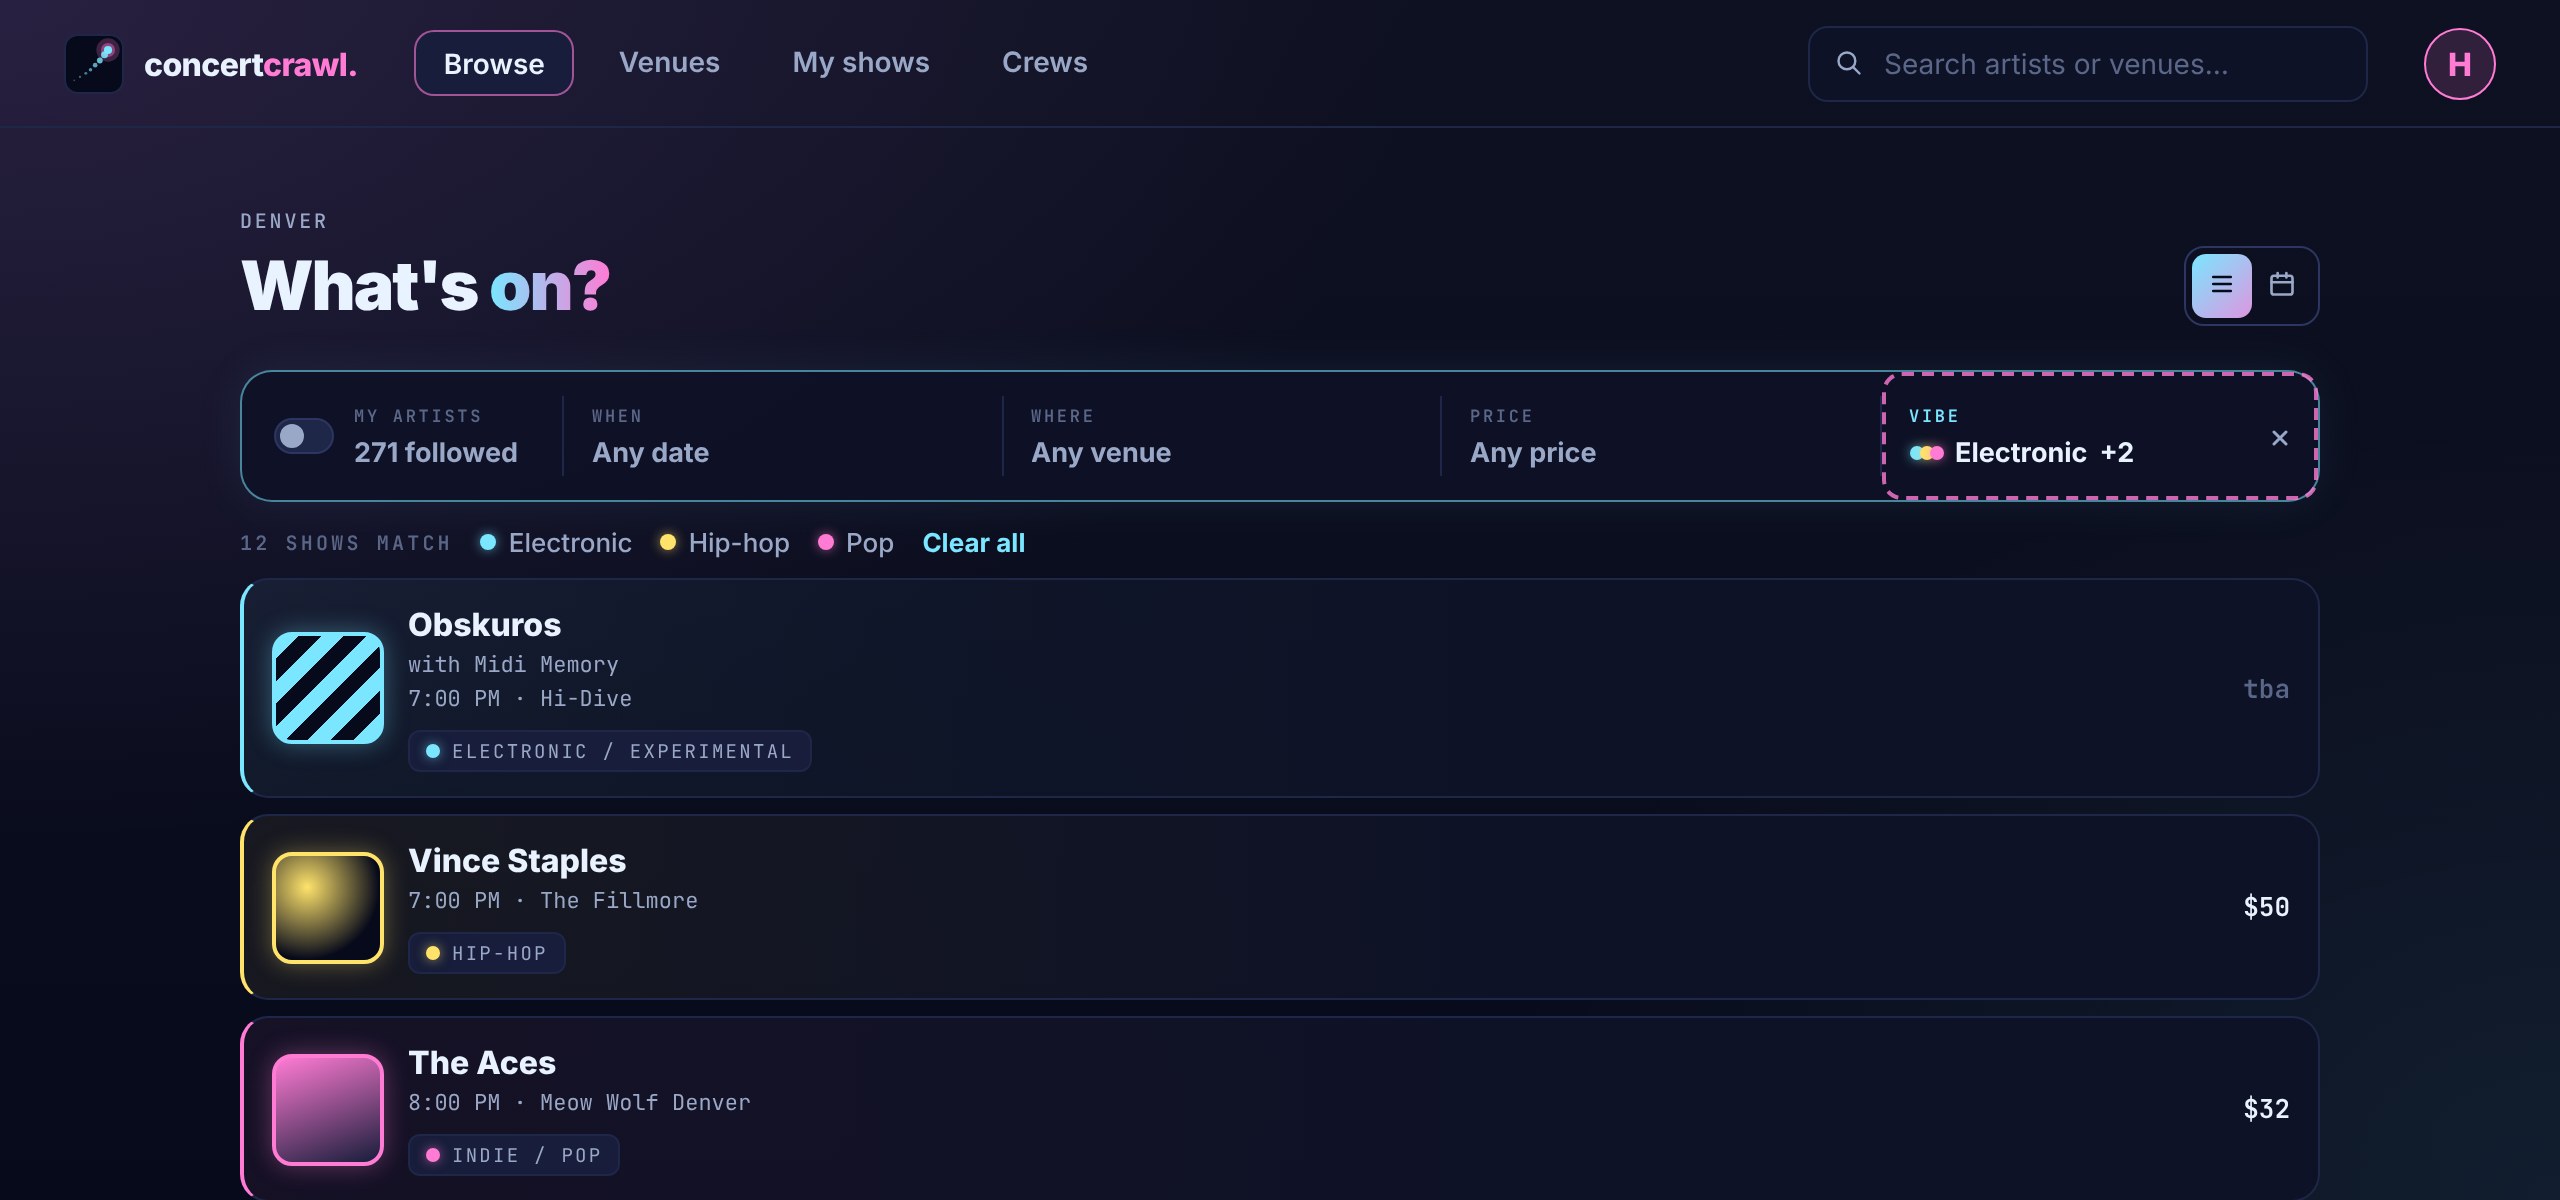 concertcrawl.
Browse
Venues
My shows
Crews
Search artists or venues...
H
DENVER
What's on?
MY ARTISTS
271 followed
WHEN
Any date
WHERE
Any venue
PRICE
Any price
VIBE
Electronic +2
12 SHOWS MATCH Electronic Hip-hop Pop Clear all
Obskuros
with Midi Memory
7:00 PM · Hi-Dive
ELECTRONIC / EXPERIMENTAL
tba
Vince Staples
7:00 PM · The Fillmore
HIP-HOP
$50
The Aces
8:00 PM · Meow Wolf Denver
INDIE / POP
$32